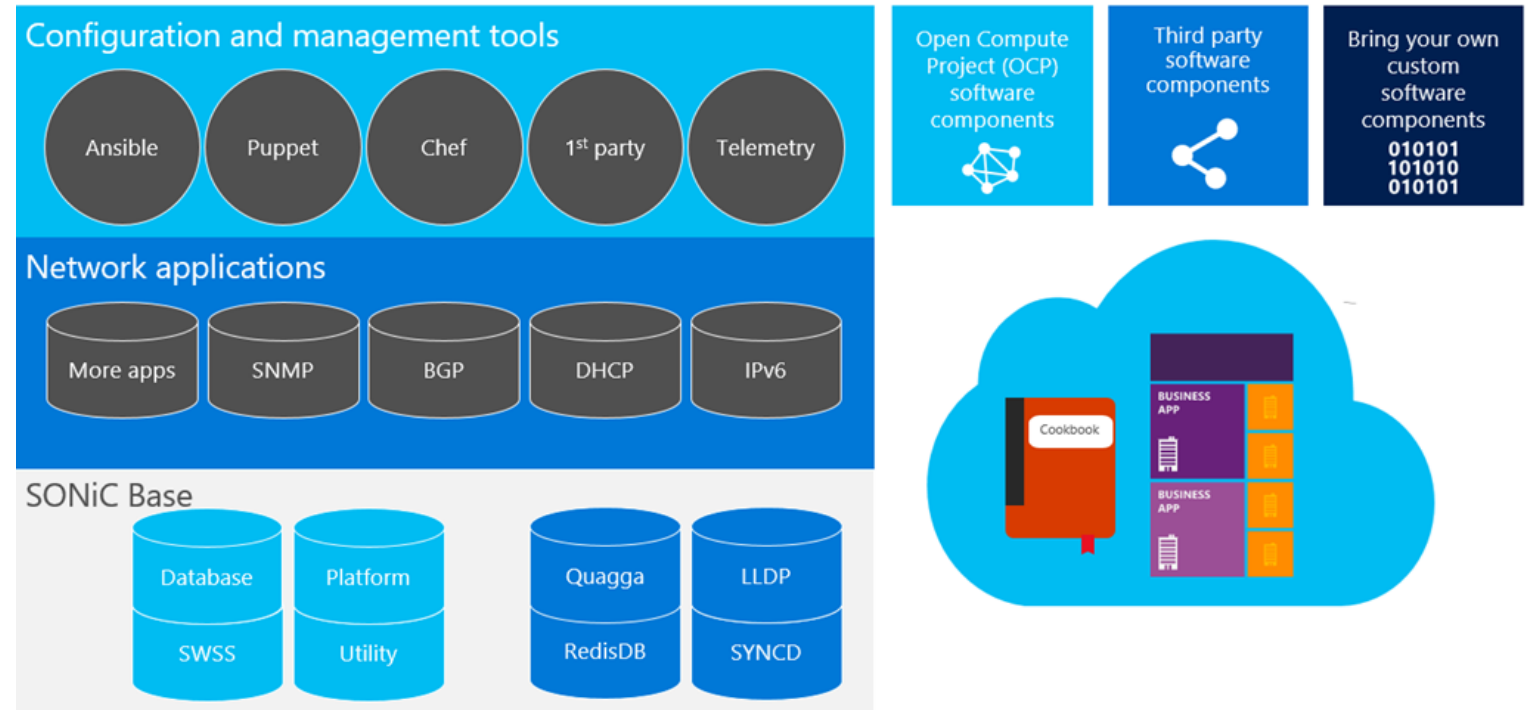 Configuration and management tools
Ansible
Puppet
Chef
1st party
Telemetry
Network applications
More apps
SNMP
BGP
DHCP
IPv6
SONiC Base
Database
Platform
Quagga
LLDP
SWSS
Utility
RedisDB
SYNCD
Open Compute
Project (OCP)
software
components
Third party
software
components
Bring your own
custom
software
components
010101
101010
010101
Cookbook
BUSINESS
APP
BUSINESS
APP